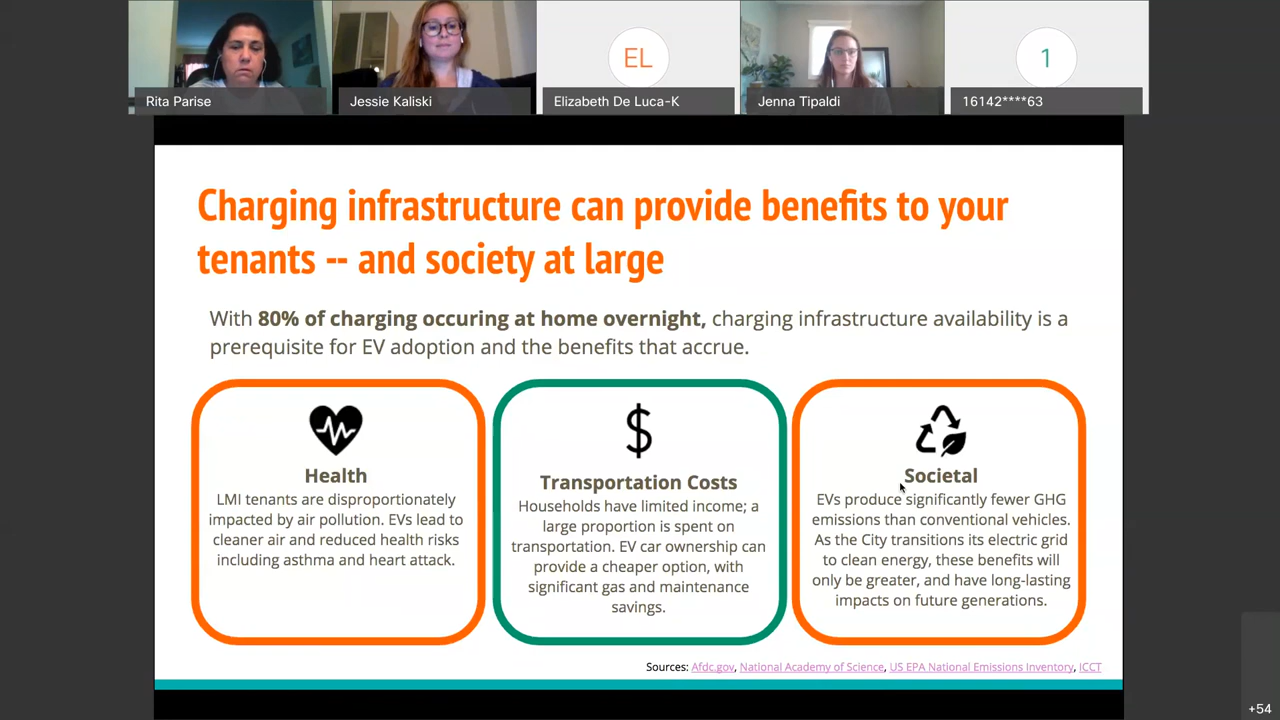 Rita Parise
Jessie Kaliski
EL
Elizabeth De Luca-K
Jenna Tipaldi
1
16142****63
Charging infrastructure can provide benefits to your
tenants -- and society at large
With 80% of charging occuring at home overnight, charging infrastructure availability is a
prerequisite for EV adoption and the benefits that accrue.
Health
LMI tenants are disproportionately
impacted by air pollution. EVs lead to
cleaner air and reduced health risks
including asthma and heart attack.
$
Transportation Costs
Households have limited income; a
large proportion is spent on
transportation. EV car ownership can
provide a cheaper option, with
significant gas and maintenance
savings.
Societal
EVs produce significantly fewer GHG
emissions than conventional vehicles.
As the City transitions its electric grid
to clean energy, these benefits will
only be greater, and have long-lasting
impacts on future generations.
Sources: Afdc.gov, National Academy of Science, US EPA National Emissions Inventory, ICCT
+54